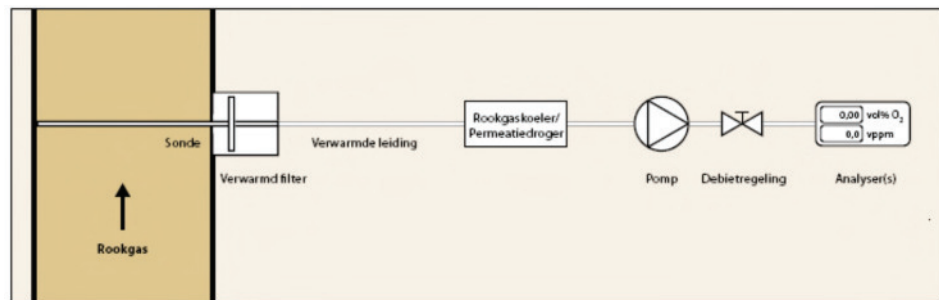 Rookgaskoeler/
Permeatiedroger
0,00 vol% O₂
0,0 vppm
Sonde
Verwarmde leiding
Verwarmd filter
Pomp
Debietregeling
Analyser(s)
Rookgas